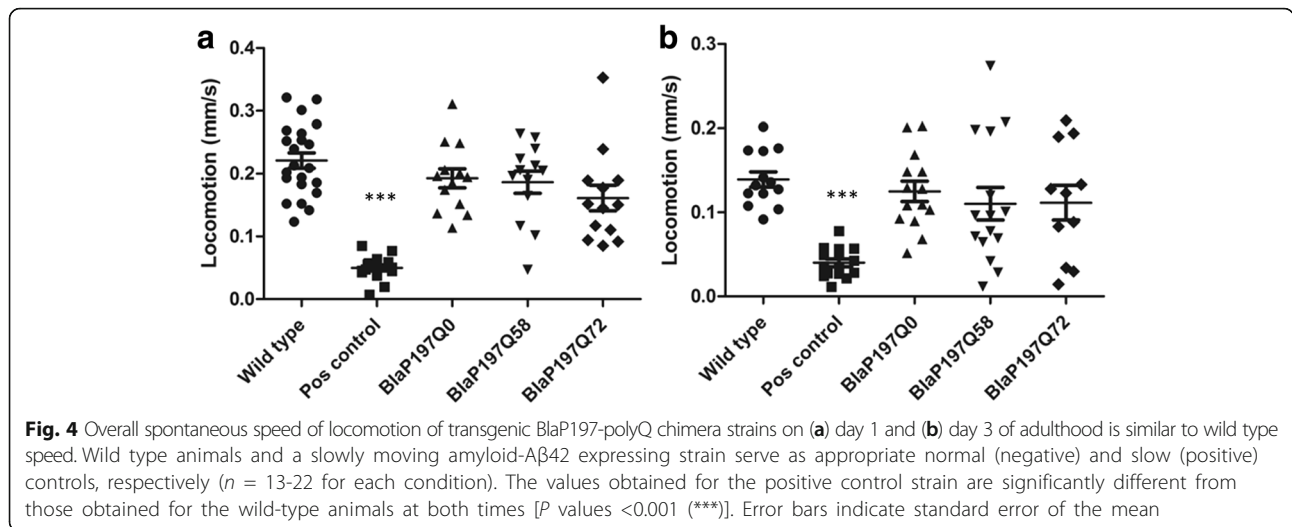 a
b
0.4
0.3
0.2
0.1
0.0
Locomotion (mm/s)
***
Wild type
Pos control
BlaP197Q0
BlaP197Q58
BlaP197Q72
0.3
0.2
0.1
0.0
Locomotion (mm/s)
***
Wild type
Pos control
BlaP197Q0
BlaP197Q58
BlaP197Q72
Fig. 4 Overall spontaneous speed of locomotion of transgenic BlaP197-polyQ chimera strains on (a) day 1 and (b) day 3 of adulthood is similar to wild type
speed. Wild type animals and a slowly moving amyloid-Aβ42 expressing strain serve as appropriate normal (negative) and slow (positive)
controls, respectively (n = 13-22 for each condition). The values obtained for the positive control strain are significantly different from
those obtained for the wild-type animals at both times [P values <0.001 (***)]. Error bars indicate standard error of the mean